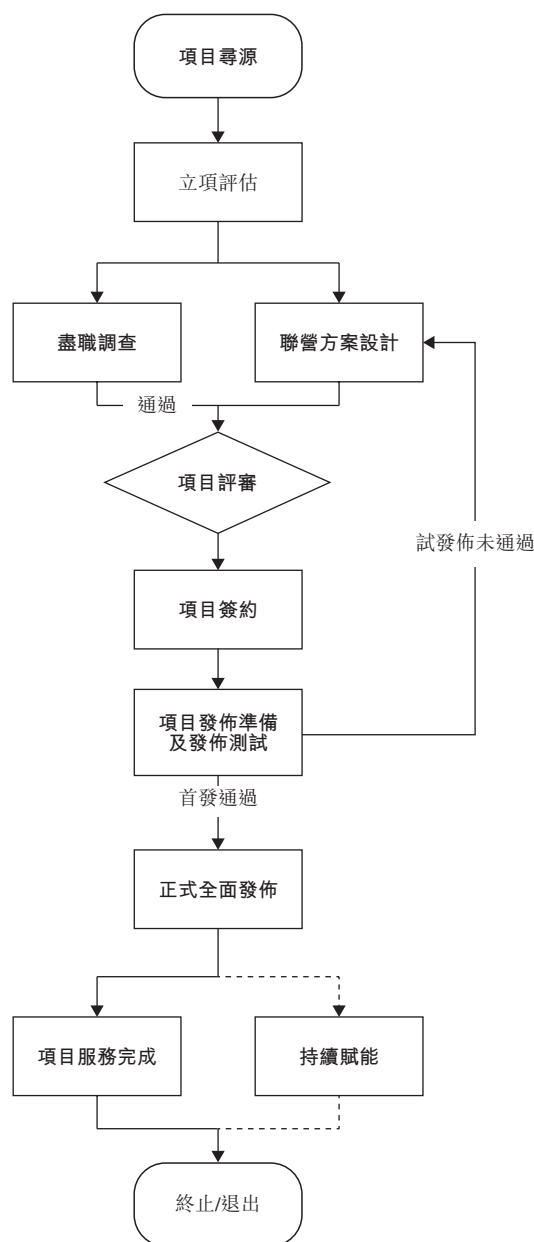 項目尋源
立項評估
盡職調查
聯營方案設計
通過
項目評審
試發佈未通過
項目簽約
項目發佈準備
及發佈測試
首發通過
正式全面發佈
項目服務完成
持續賦能
終止/退出